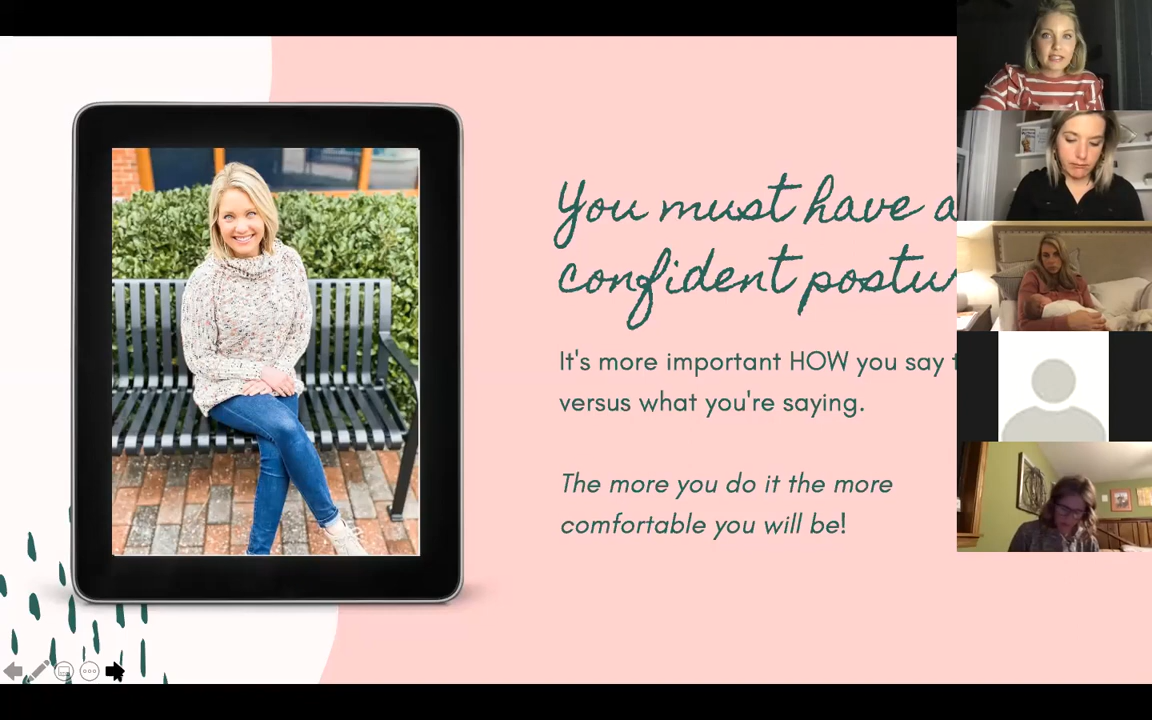 You must have a
confident postu
It's more important HOW you say
versus what you're saying.
The more you do it the more
comfortable you will be!